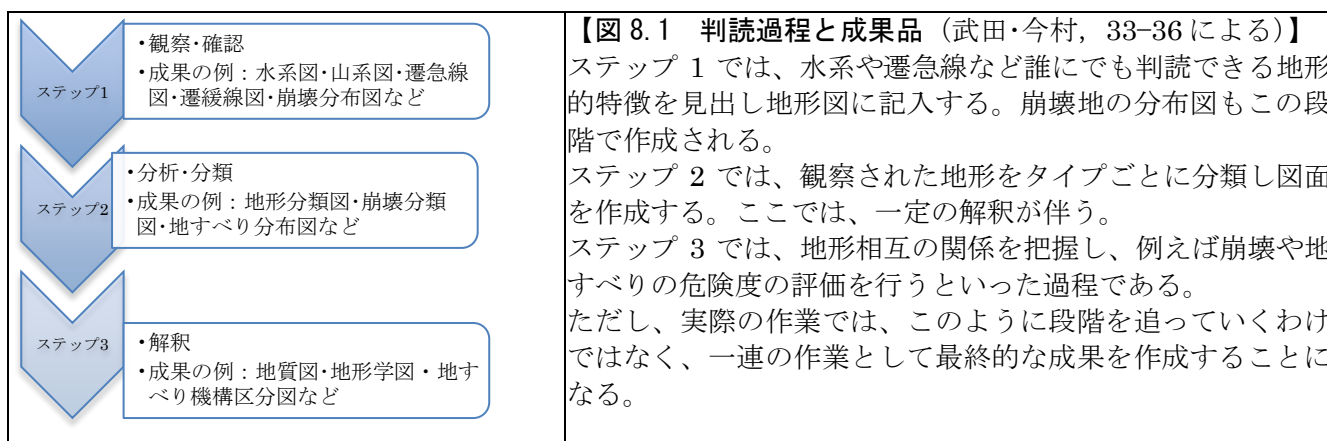 ステップ1
・観察・確認
・成果の例：水系図・山系図・遷急線
図・遷緩線図・崩壊分布図など
ステップ2
・分析・分類
・成果の例：地形分類図・崩壊分類
図・地すべり分布図など
ステップ3
・解釈
・成果の例：地質図・地形学図・地す
べり機構区分図など
【図 8.1　判読過程と成果品（武田・今村，33-36 による）】
ステップ 1 では、水系や遷急線など誰にでも判読できる地形
的特徴を見出し地形図に記入する。崩壊地の分布図もこの段
階で作成される。
ステップ 2 では、観察された地形をタイプごとに分類し図面
を作成する。ここでは、一定の解釈が伴う。
ステップ 3 では、地形相互の関係を把握し、例えば崩壊や地
すべりの危険度の評価を行うといった過程である。
ただし、実際の作業では、このように段階を追っていくわけ
ではなく、一連の作業として最終的な成果を作成することに
なる。